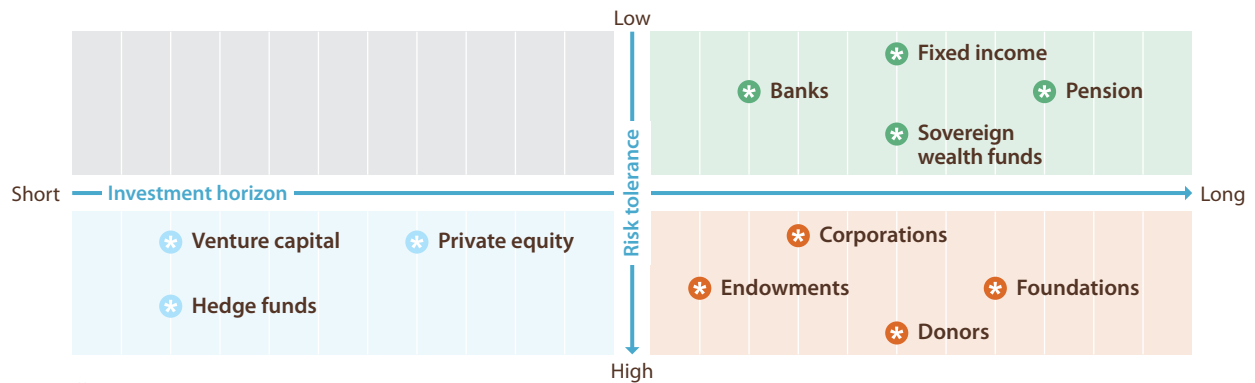 Low
Fixed income
Banks
Pension
Sovereign
wealth funds
Risk tolerance
Short
Investment horizon
Long
Venture capital
Private equity
Corporations
Endowments
Foundations
Hedge funds
Donors
High